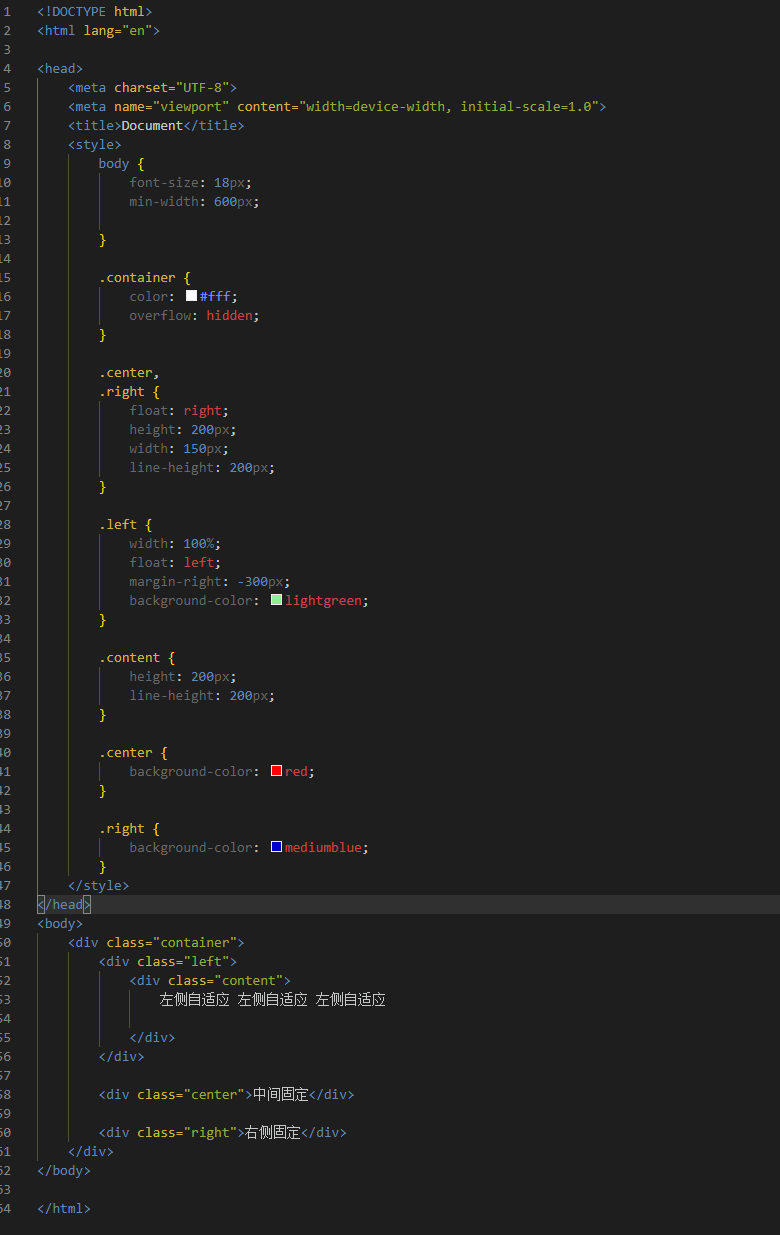 1 <!DOCTYPE html>
2 <html lang="en">
3
4 <head>
5 <meta charset="UTF-8">
6 <meta name="viewport" content="width=device-width, initial-scale=1.0">
7 <title>Document</title>
8 <style>
9 body {
10 font-size: 18px;
11 min-width: 600px;
12
13 }
14
15 .container {
16 color: #fff;
17 overflow: hidden;
18 }
19
20 .center,
21 .right {
22 float: right;
23 height: 200px;
24 width: 150px;
25 line-height: 200px;
26 }
27
28 .left {
29 width: 100%;
30 float: left;
31 margin-right: -300px;
32 background-color: lightgreen;
33 }
34
35 .content {
36 height: 200px;
37 line-height: 200px;
38 }
39
40 .center {
41 background-color: red;
42 }
43
44 .right {
45 background-color: mediumblue;
46 }
47 </style>
48 </head>
49 <body>
50 <div class="container">
51 <div class="left">
52 <div class="content">
53 左侧自适应 左侧自适应 左侧自适应
54
55 </div>
56 </div>
57
58 <div class="center">中间固定</div>
59
60 <div class="right">右侧固定</div>
61 </div>
62 </body>
63
64 </html>